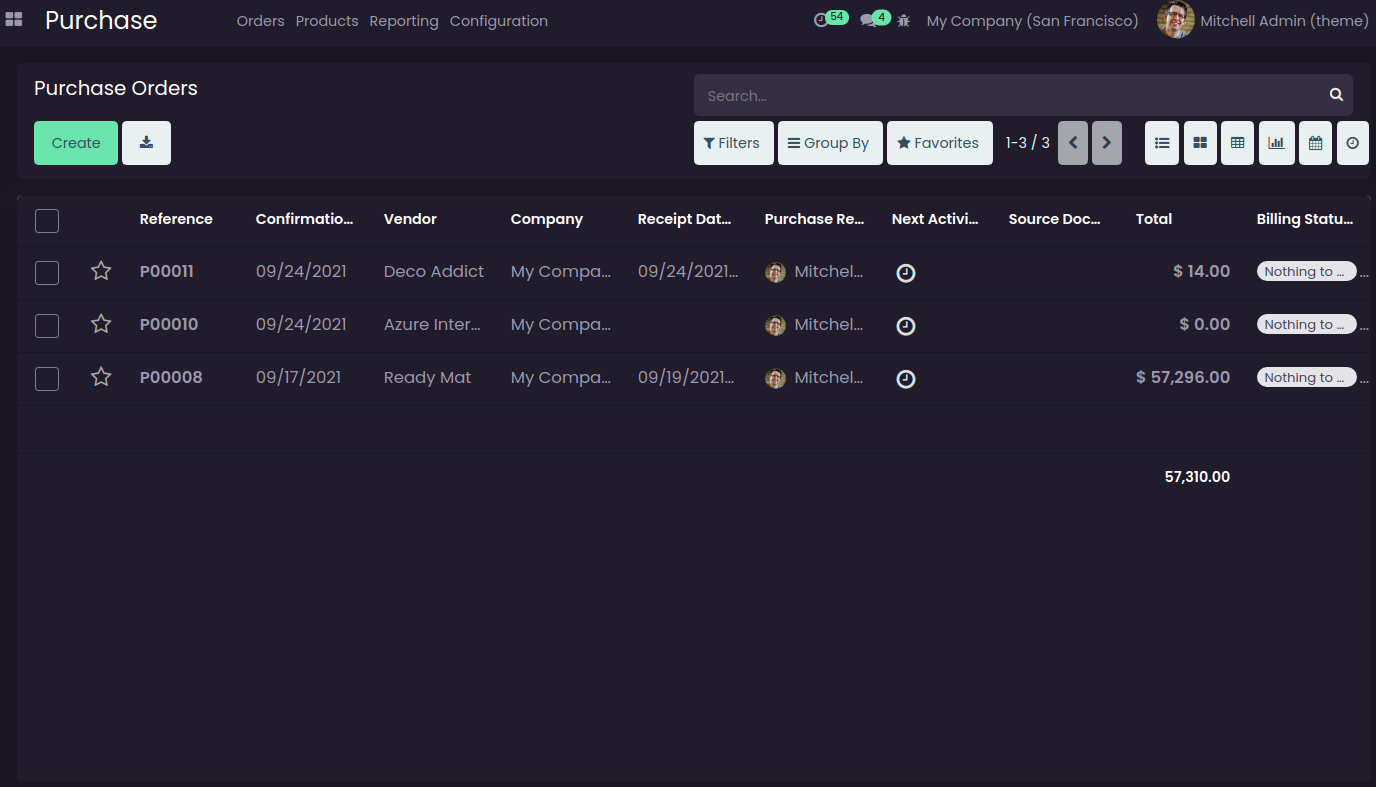 Purchase Orders Products Reporting Configuration 54 4 My Company (San Francisco) Mitchell Admin (theme)
Purchase Orders
Search...
Create Filters Group By Favorites 1-3 / 3
Reference Confirmatio... Vendor Company Receipt Dat... Purchase Re... Next Activi... Source Doc... Total Billing Statu...
P00011 09/24/2021 Deco Addict My Compa... 09/24/2021... Mitchel... $ 14.00 Nothing to ... ...
P00010 09/24/2021 Azure Inter... My Compa... Mitchel... $ 0.00 Nothing to ... ...
P00008 09/17/2021 Ready Mat My Compa... 09/19/2021... Mitchel... $ 57,296.00 Nothing to ... ...
57,310.00